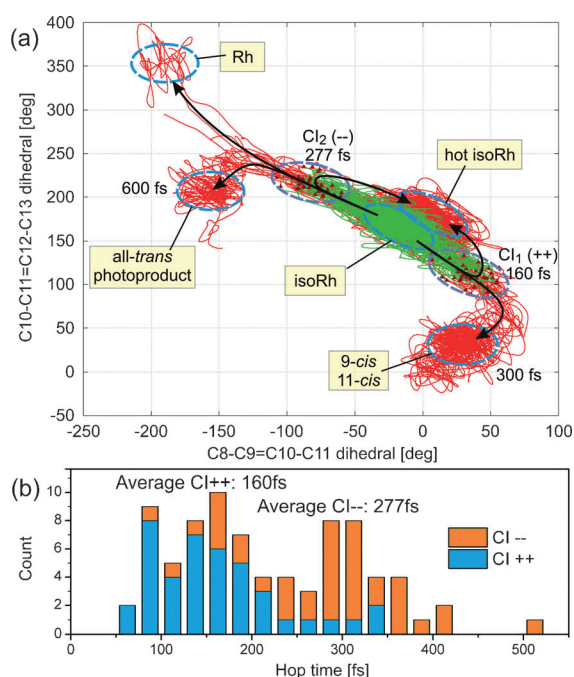 (a)
C10-C11=C12-C13 dihedral [deg]
400
350
300
250
200
150
100
50
0
-50
Rh
CI2 (--)
277 fs
hot isoRh
600 fs
CI1 (++)
160 fs
all-trans
photoproduct
isoRh
9-cis
11-cis
300 fs
-250 -200 -150 -100 -50 0 50 100
C8-C9=C10-C11 dihedral [deg]
(b)
Average CI++: 160fs
Average CI--: 277fs
CI --
CI ++
Count
10
8
6
4
2
0
0 100 200 300 400 500
Hop time [fs]